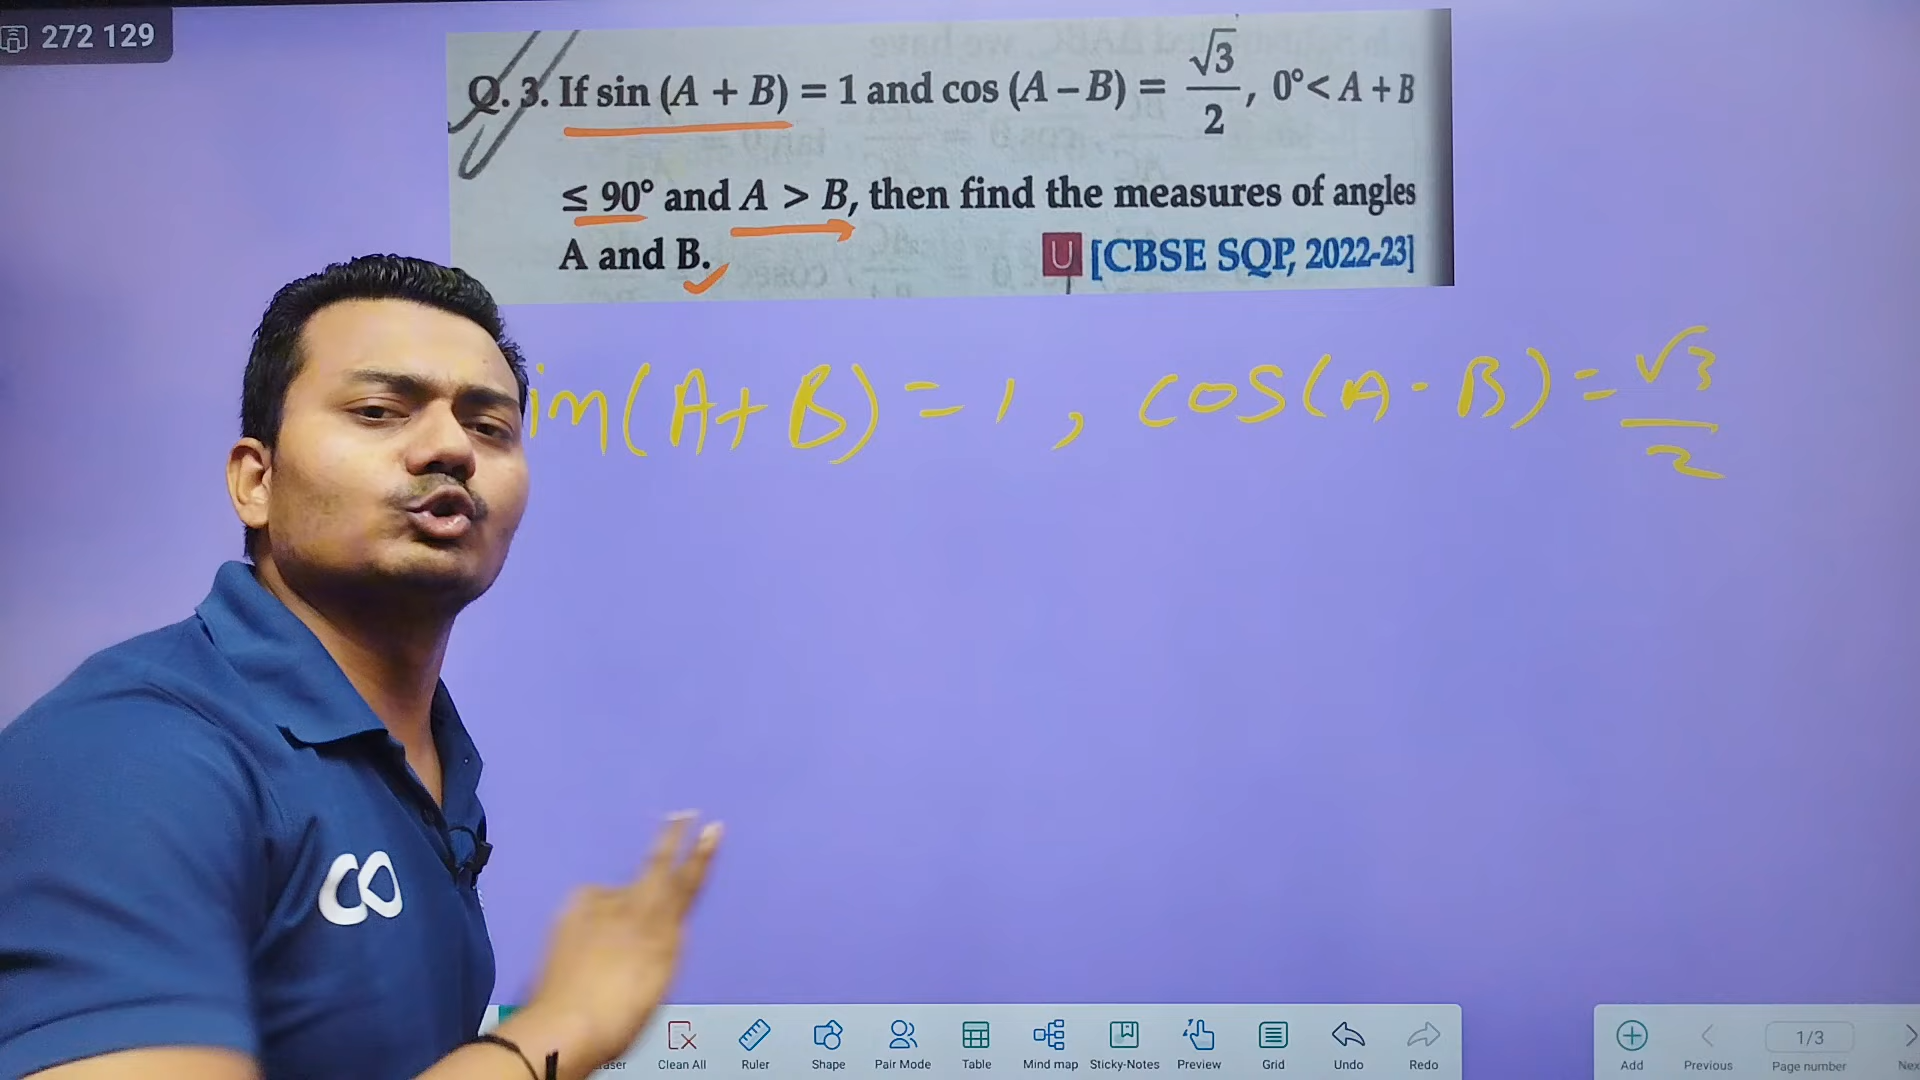 272 129
Q. 3. If sin (A + B) = 1 and cos (A – B) = √3/2, 0° < A + B
≤ 90° and A > B, then find the measures of angles
A and B. U [CBSE SQP, 2022-23]
in(A+B) = 1, cos(A-B) = √3/2
CO
Clean All Ruler Shape Pair Mode Table Mind map Sticky-Notes Preview Grid Undo Redo
1/3
Add Previous Page number